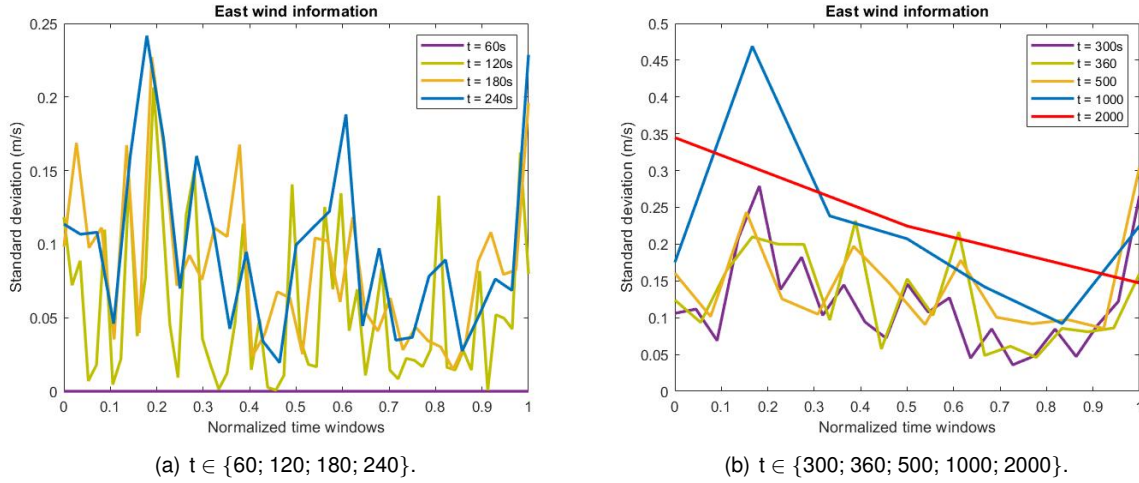 East wind information
0.25
0.2
0.15
0.1
0.05
0
Standard deviation (m/s)
t = 60s
t = 120s
t = 180s
t = 240s
0 0.1 0.2 0.3 0.4 0.5 0.6 0.7 0.8 0.9 1
Normalized time windows
(a) t ∈ {60; 120; 180; 240}.
East wind information
0.5
0.45
0.4
0.35
0.3
0.25
0.2
0.15
0.1
0.05
0
Standard deviation (m/s)
t = 300s
t = 360
t = 500
t = 1000
t = 2000
0 0.1 0.2 0.3 0.4 0.5 0.6 0.7 0.8 0.9 1
Normalized time windows
(b) t ∈ {300; 360; 500; 1000; 2000}.